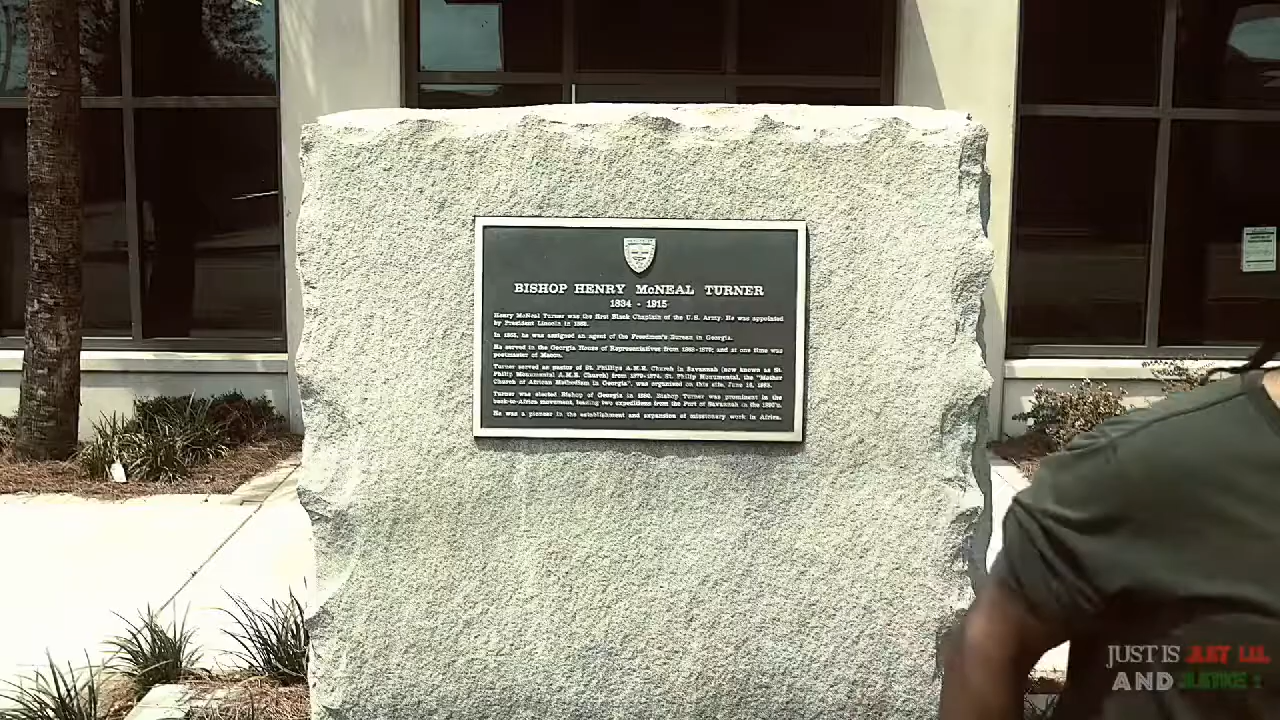 BISHOP HENRY McNEAL TURNER
1834 - 1915
Henry McNeal Turner was the first Black Chaplain of the U.S. Army. He was appointed
by President Lincoln in 1863.
In 1865, he was assigned an agent of the Freedmen's Bureau in Georgia.
He served in the Georgia House of Representatives from 1868-1870; and at one time was
postmaster of Macon.
Turner served as pastor of St. Phillips A.M.E. Church in Savannah (now known as St.
Philip Monumental A.M.E. Church) from 1870-1874. St. Philip Monumental, the "Mother
Church of African Methodism in Georgia", was organized on this site, June 16, 1865.
Turner was elected Bishop of Georgia in 1880. Bishop Turner was prominent in the
back-to-Africa movement, leading two expeditions from the Port of Savannah in the 1890's.
He was a pioneer in the establishment and expansion of missionary work in Africa.
JUST IS
AND